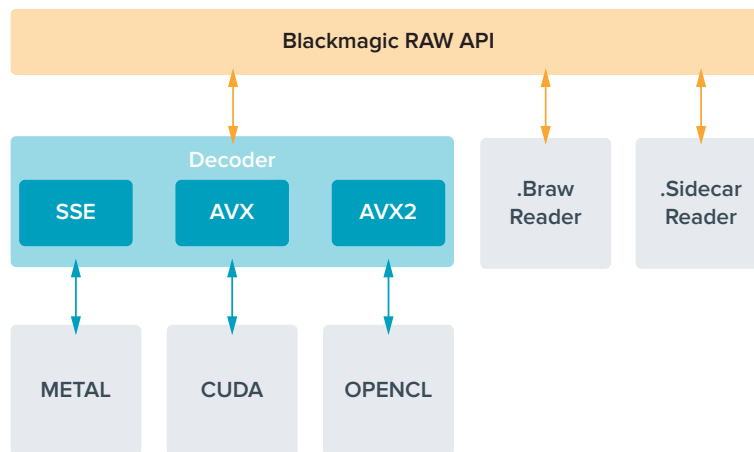 Blackmagic RAW API
Decoder
SSE
AVX
AVX2
.Braw
Reader
.Sidecar
Reader
METAL
CUDA
OPENCL